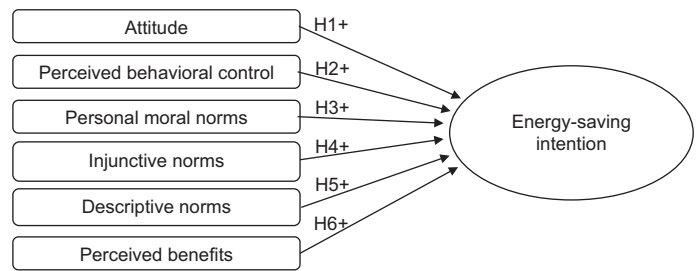 Attitude
H1+
Perceived behavioral control
H2+
Personal moral norms
H3+
Injunctive norms
H4+
Descriptive norms
H5+
Perceived benefits
H6+
Energy-saving
intention